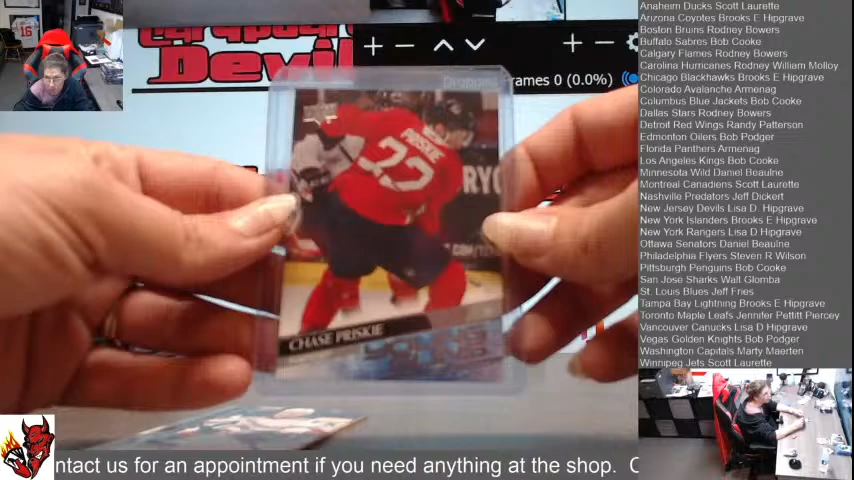 Cardboard
Devil
Dropped Frames 0 (0.0%)
PRISKIE
22
CHASE PRISKIE
16
Anaheim Ducks Scott Laurette
Arizona Coyotes Brooks E Hipgrave
Boston Bruins Rodney Bowers
Buffalo Sabres Bob Cooke
Calgary Flames Rodney Bowers
Carolina Hurricanes Rodney William Molloy
Chicago Blackhawks Brooks E Hipgrave
Colorado Avalanche Armenag
Columbus Blue Jackets Bob Cooke
Dallas Stars Rodney Bowers
Detroit Red Wings Randy Patterson
Edmonton Oilers Bob Podger
Florida Panthers Armenag
Los Angeles Kings Bob Cooke
Minnesota Wild Daniel Beaulne
Montreal Canadiens Scott Laurette
Nashville Predators Jeff Dickert
New Jersey Devils Lisa D. Hipgrave
New York Islanders Brooks E Hipgrave
New York Rangers Lisa D Hipgrave
Ottawa Senators Daniel Beaulne
Philadelphia Flyers Steven R Wilson
Pittsburgh Penguins Bob Cooke
San Jose Sharks Walt Glomba
St. Louis Blues Jeff Fries
Tampa Bay Lightning Brooks E Hipgrave
Toronto Maple Leafs Jennifer Pettitt Piercey
Vancouver Canucks Lisa D Hipgrave
Vegas Golden Knights Bob Podger
Washington Capitals Marty Maerten
Winnipeg Jets Scott Laurette
ntact us for an appointment if you need anything at the shop. C